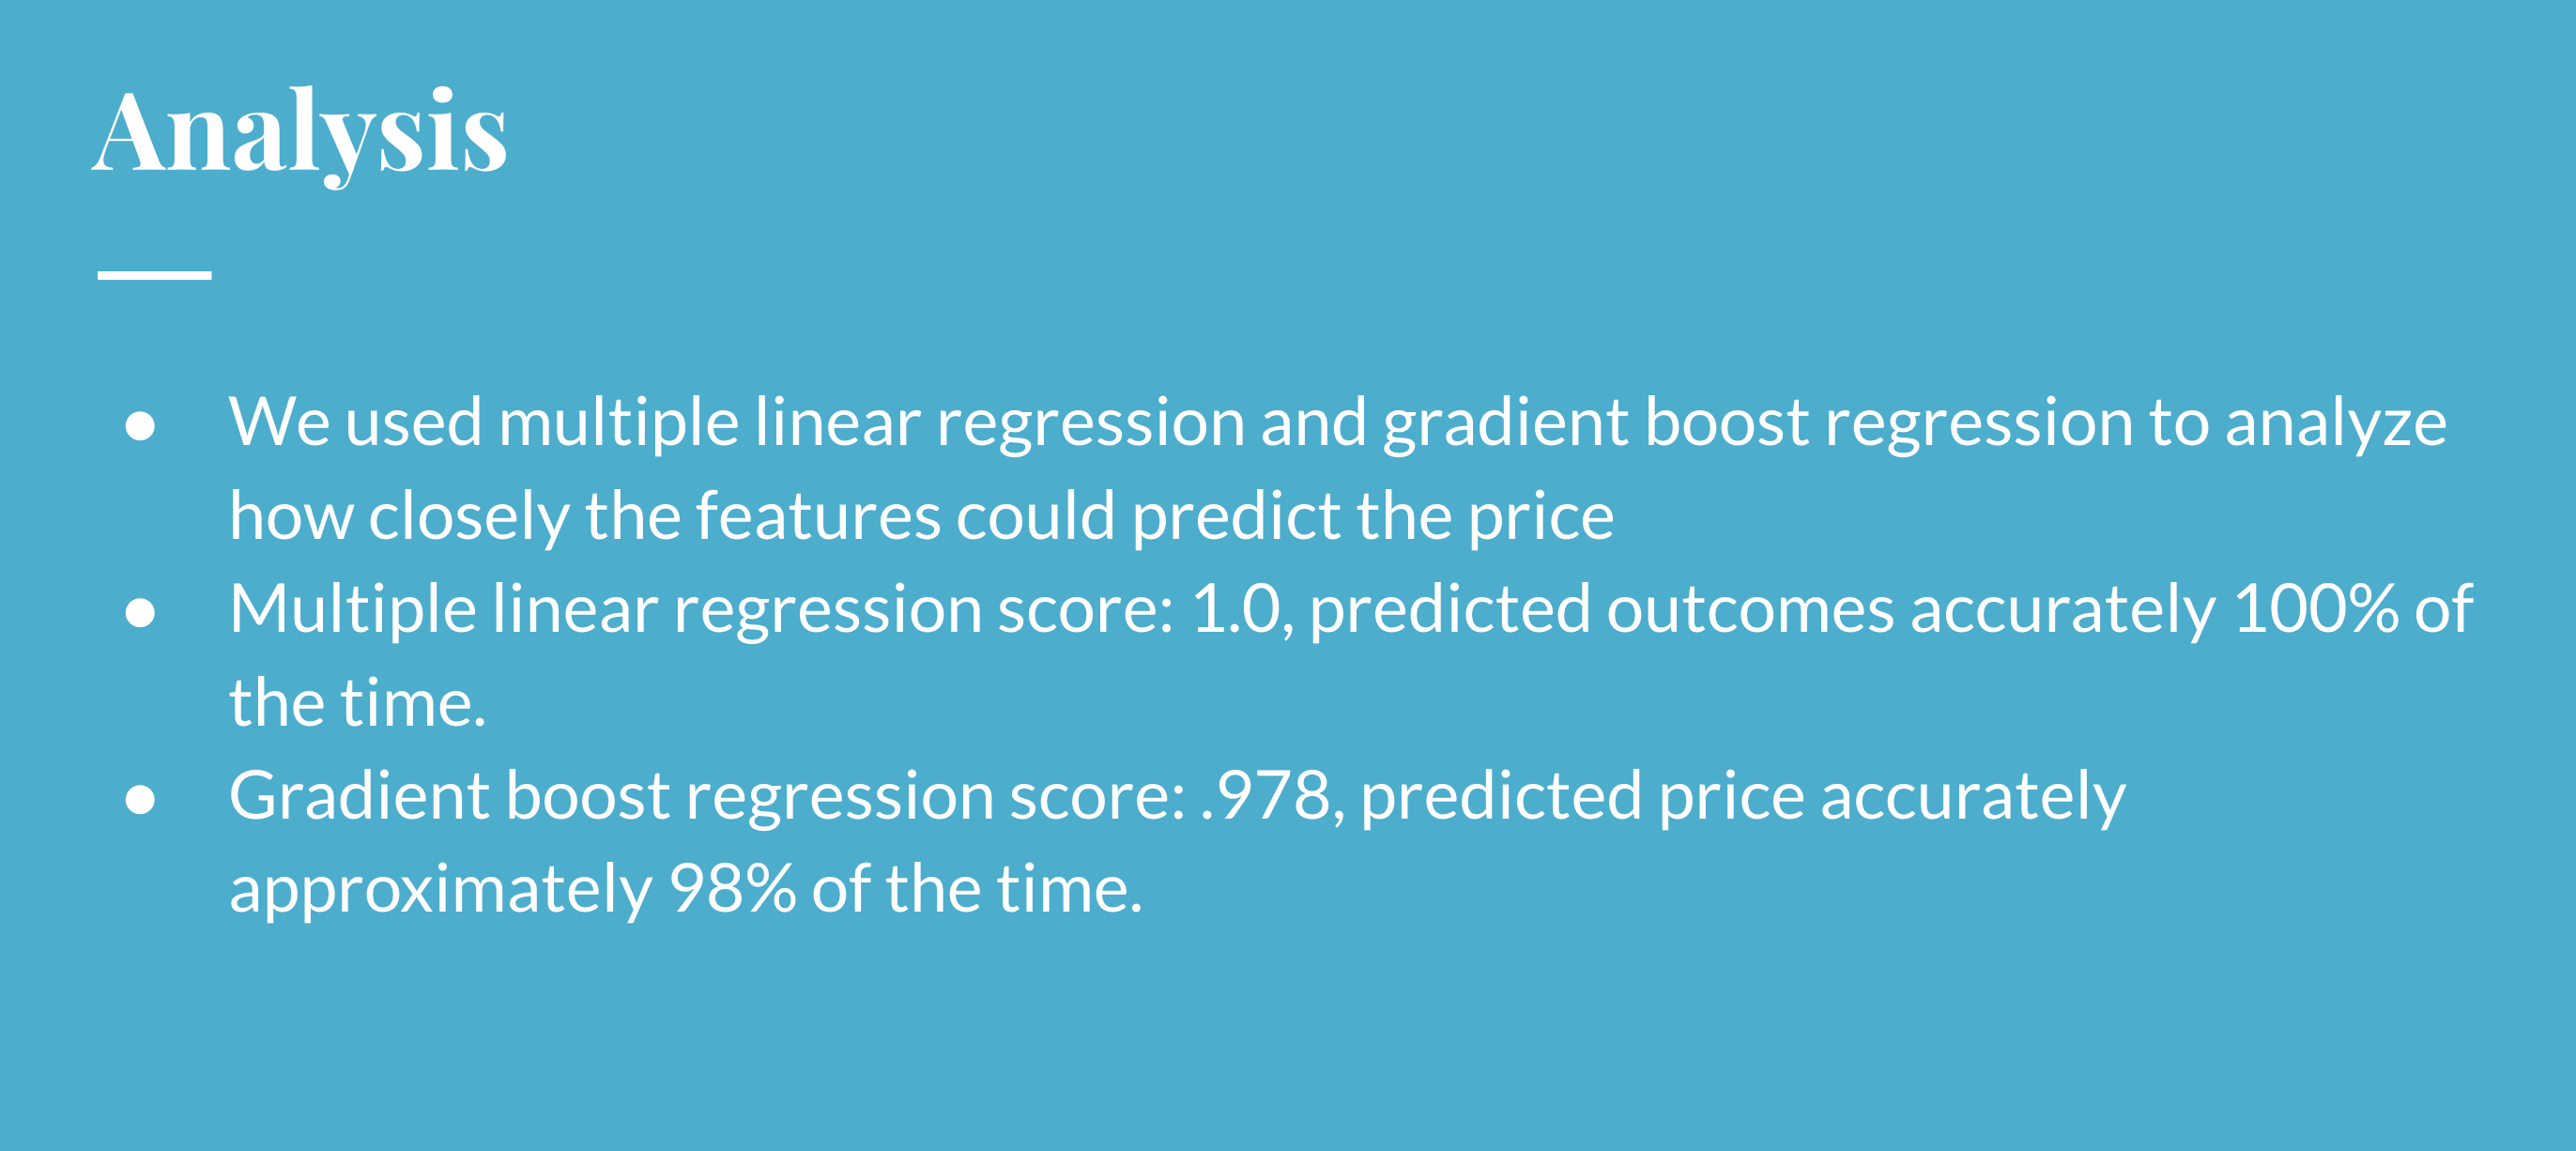 Analysis
● We used multiple linear regression and gradient boost regression to analyze
how closely the features could predict the price
● Multiple linear regression score: 1.0, predicted outcomes accurately 100% of
the time.
● Gradient boost regression score: .978, predicted price accurately
approximately 98% of the time.